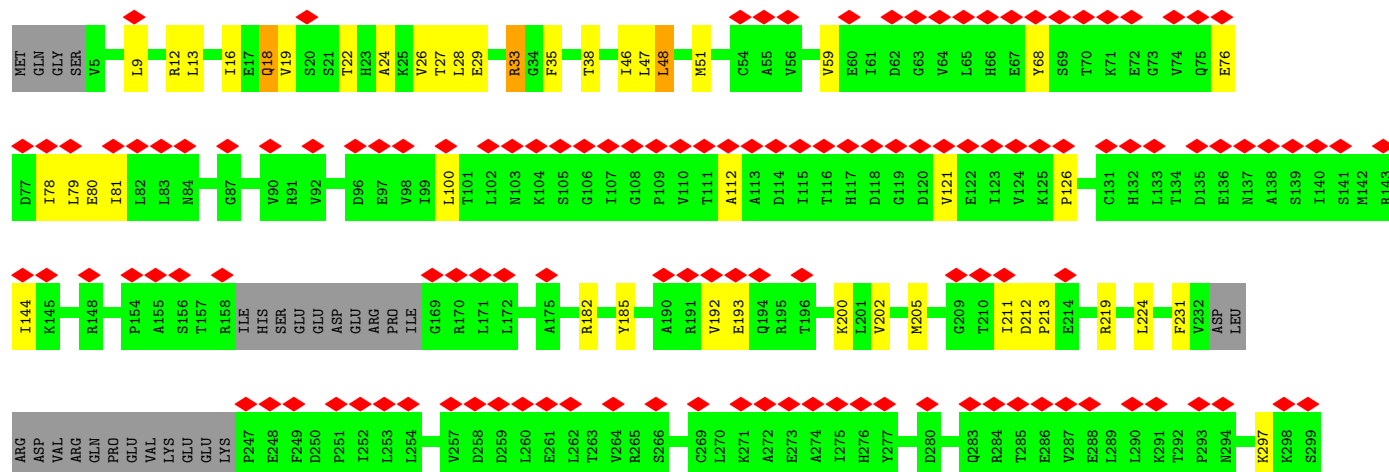 MET GLN GLY SER V5 L9 R12 L13 I16 E17 Q18 V19 S20 S21 T22 H23 A24 K25 V26 T27 L28 E29 R33 G34 F35 T38 I46 L47 L48 M51 C54 A55 V56 V59 E60 I61 D62 G63 V64 L65 H66 E67 Y68 S69 T70 K71 E72 G73 V74 Q75 E76
D77 I78 L79 E80 I81 L82 L83 N84 G87 V90 R91 V92 D96 E97 V98 I99 L100 T101 L102 N103 K104 S105 G106 I107 G108 P109 V110 T111 A112 A113 D114 I115 T116 H117 D118 G119 D120 V121 E122 I123 V124 K125 P126 C131 H132 L133 T134 D135 E136 N137 A138 S139 I140 S141 M142 R143
I144 K145 R148 P154 A155 S156 T157 R158 ILE HIS SER GLU GLU ASP GLU ARG PRO ILE G169 R170 L171 L172 A175 R182 Y185 A190 R191 V192 E193 Q194 R195 T196 K200 L201 V202 M205 G209 T210 I211 D212 P213 E214 R219 L224 F231 V232 ASP LEU
ARG ASP VAL ARG GLN PRO GLU VAL LYS GLU GLU LYS P247 E248 F249 D250 P251 I252 L253 L254 V257 D258 D259 L260 E261 L262 T263 V264 R265 S266 C269 L270 K271 A272 E273 A274 I275 H276 Y277 D280 Q283 R284 T285 E286 V287 E288 L289 L290 K291 T292 P293 N294 K297 K298 S299